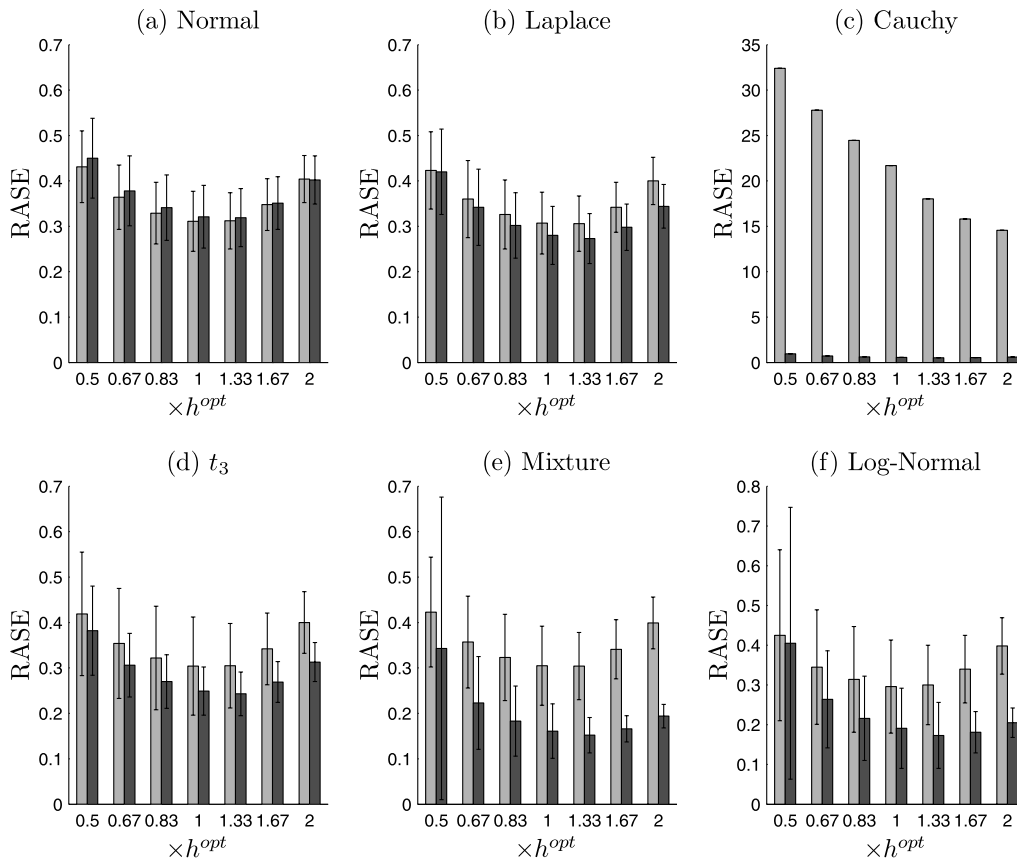 (a) Normal
0.7
0.6
0.5
0.4
0.3
0.2
0.1
0
RASE
0.5 0.67 0.83 1 1.33 1.67 2
×h^opt
(b) Laplace
0.7
0.6
0.5
0.4
0.3
0.2
0.1
0
RASE
0.5 0.67 0.83 1 1.33 1.67 2
×h^opt
(c) Cauchy
35
30
25
20
15
10
5
0
RASE
0.5 0.67 0.83 1 1.33 1.67 2
×h^opt
(d) t₃
0.7
0.6
0.5
0.4
0.3
0.2
0.1
0
RASE
0.5 0.67 0.83 1 1.33 1.67 2
×h^opt
(e) Mixture
0.7
0.6
0.5
0.4
0.3
0.2
0.1
0
RASE
0.5 0.67 0.83 1 1.33 1.67 2
×h^opt
(f) Log-Normal
0.8
0.7
0.6
0.5
0.4
0.3
0.2
0.1
0
RASE
0.5 0.67 0.83 1 1.33 1.67 2
×h^opt